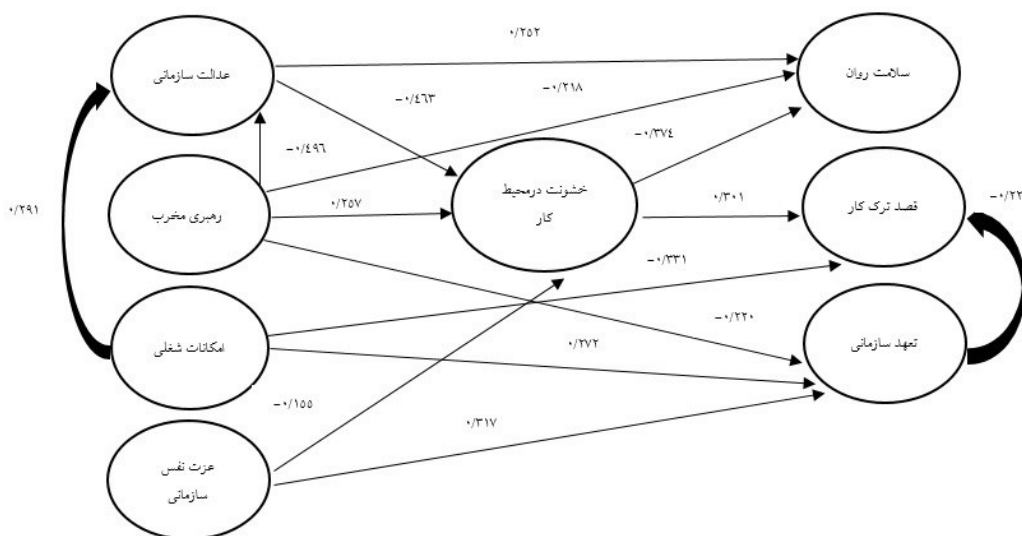 ۰/۲۵۲
عدالت سازمانی
سلامت روان
-۰/۴۶۳
-۰/۲۱۸
-۰/۳۷۴
-۰/۴۹۶
۰/۲۹۱
رهبری مخرب
۰/۲۵۷
خشونت درمحیط
کار
۰/۳۰۱
قصد ترک کار
-۰/۲۲
-۰/۳۳۱
امکانات شغلی
-۰/۲۲۰
۰/۲۷۲
تعهد سازمانی
-۰/۱۵۵
۰/۳۱۷
عزت نفس
سازمانی